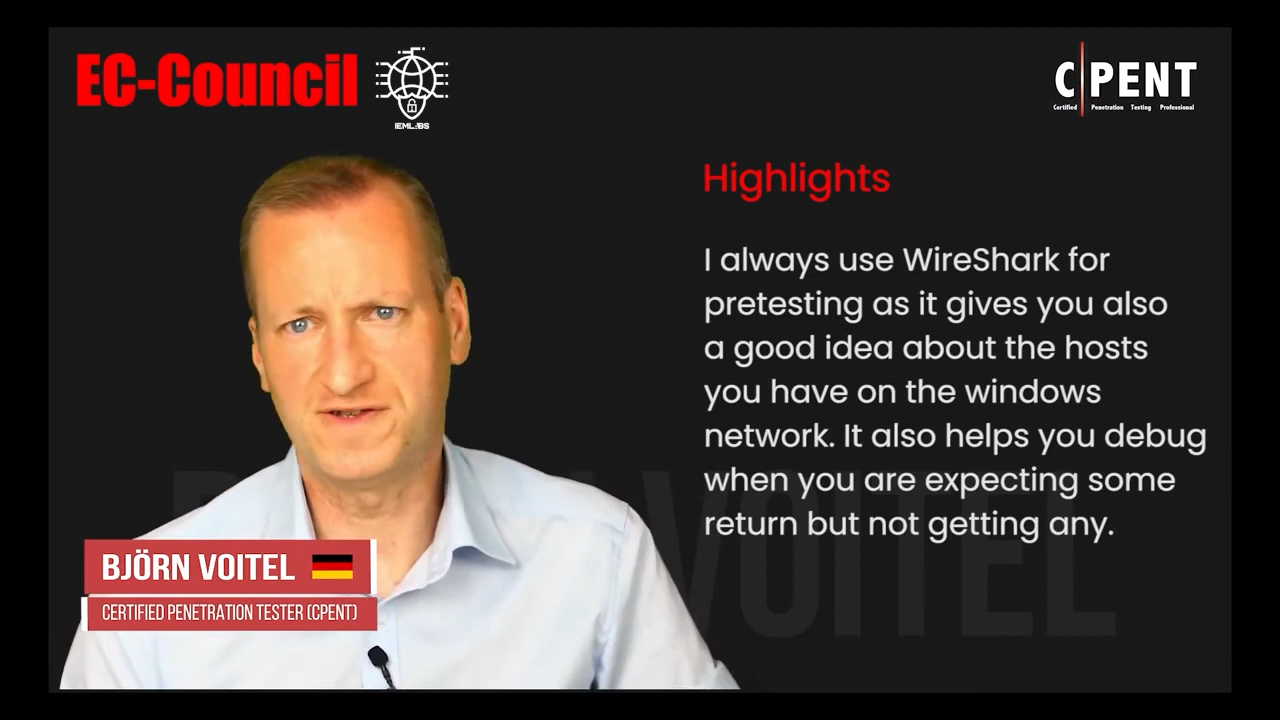 EC-Council
IEMLABS
C|PENT
Certified Penetration Testing Professional
Highlights
I always use WireShark for
pretesting as it gives you also
a good idea about the hosts
you have on the windows
network. It also helps you debug
when you are expecting some
return but not getting any.
VOITEL
BJÖRN VOITEL
CERTIFIED PENETRATION TESTER (CPENT)